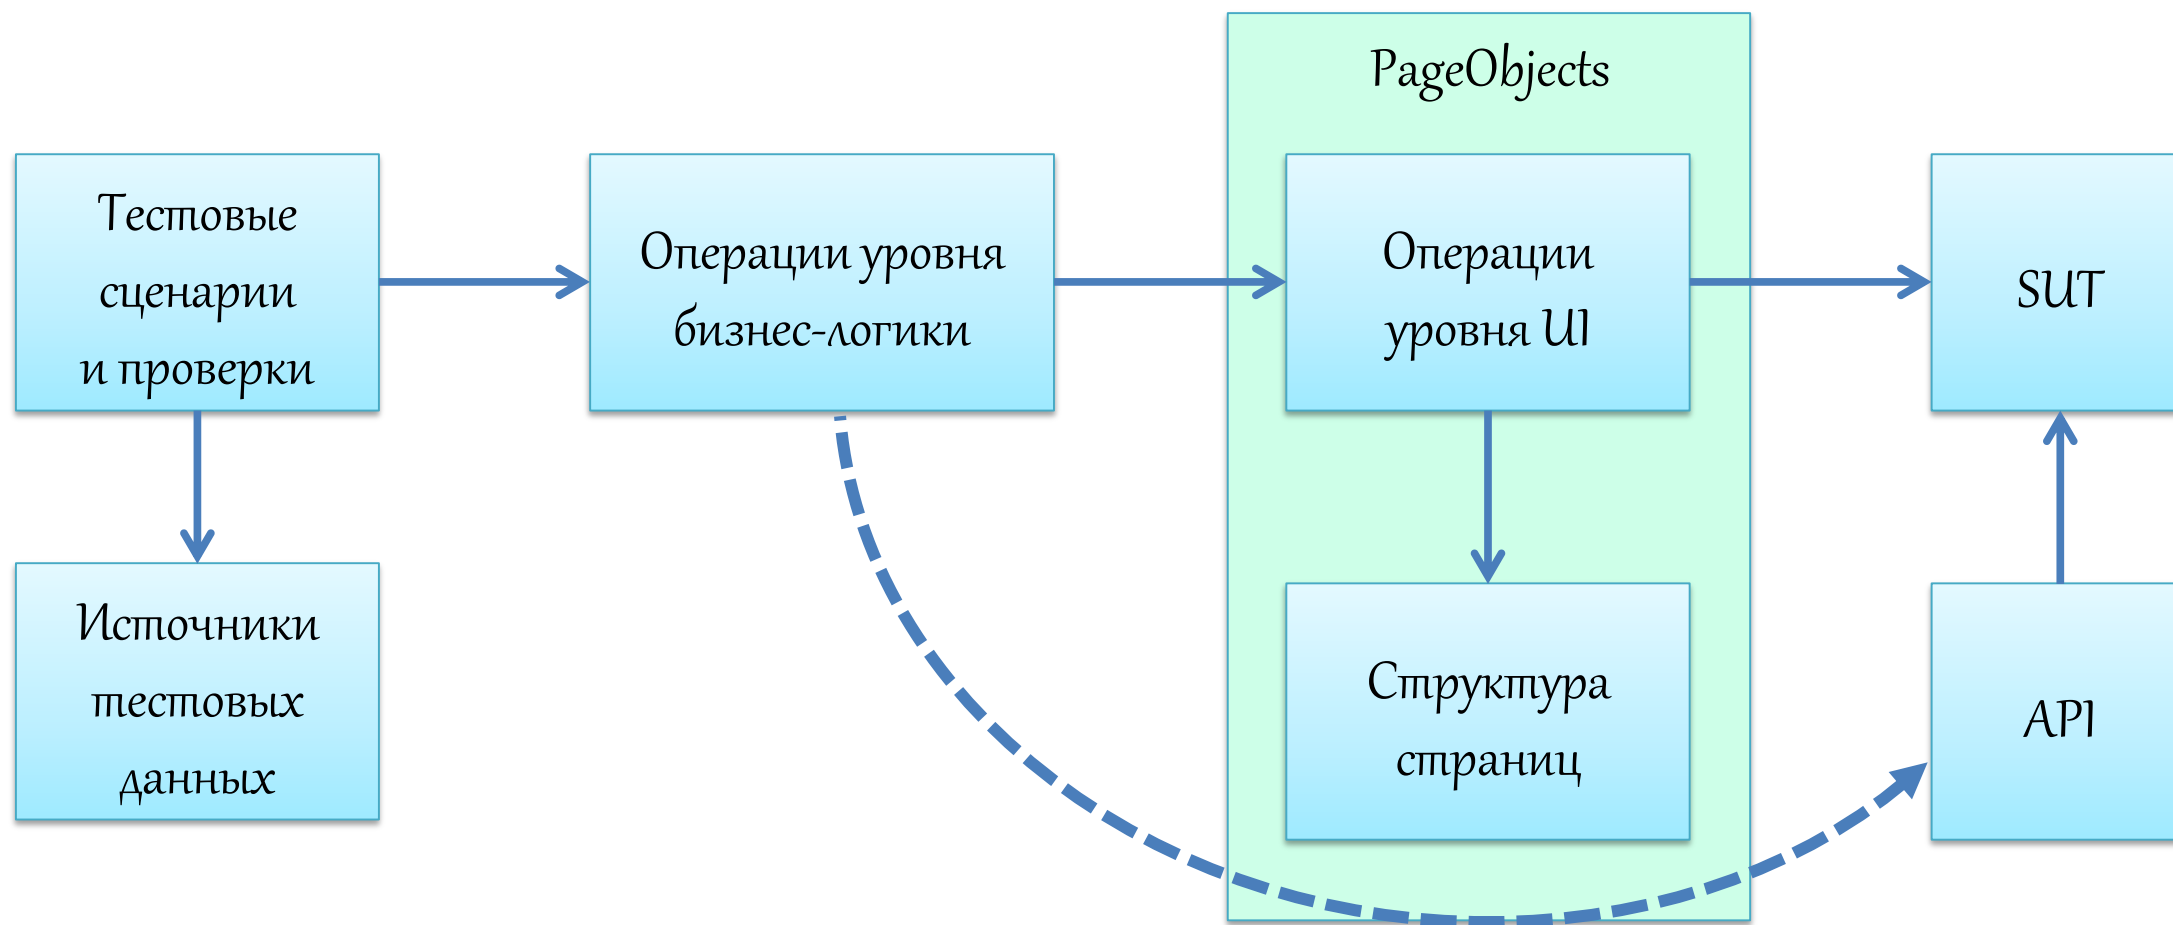 PageObjects
Тестовые
сценарии
и проверки
Операции уровня
бизнес-логики
Операции
уровня UI
SUT
Источники
тестовых
данных
Структура
страниц
API